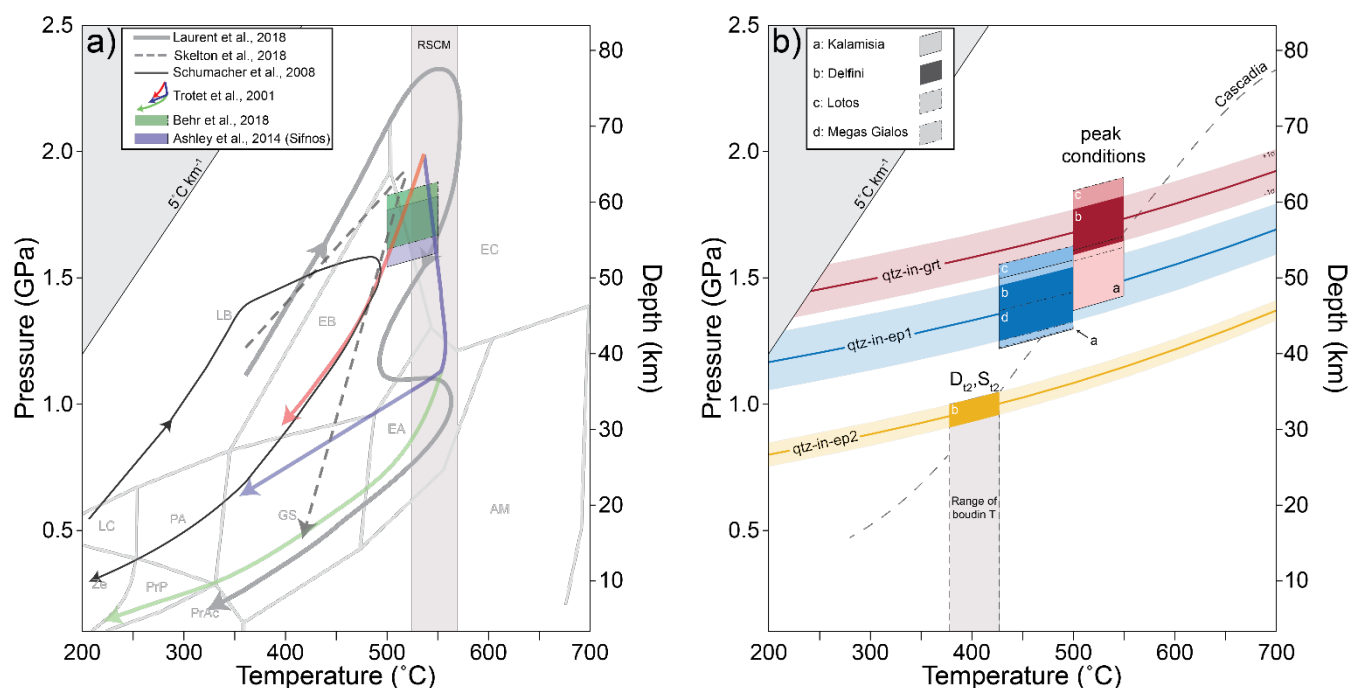 a)
Laurent et al., 2018
Skelton et al., 2018
Schumacher et al., 2008
Trotet et al., 2001
Behr et al., 2018
Ashley et al., 2014 (Sifnos)
RSCM
5˚C km⁻¹
2.5
2.0
1.5
1.0
0.5
Pressure (GPa)
80
70
60
50
40
30
20
10
Depth (km)
EC
LB
EB
EA
LC
PA
GS
AM
Ze
PrP
PrAc
200
300
400
500
600
700
Temperature (˚C)
b)
a: Kalamisia
b: Delfini
c: Lotos
d: Megas Gialos
5˚C km⁻¹
Cascadia
peak
conditions
+1σ
-1σ
c
b
a
qtz-in-grt
c
b
d
a
qtz-in-ep1
Dt2,St2
b
qtz-in-ep2
Range of
boudin T
2.5
2.0
1.5
1.0
0.5
Pressure (GPa)
80
70
60
50
40
30
20
10
Depth (km)
200
300
400
500
600
700
Temperature (˚C)